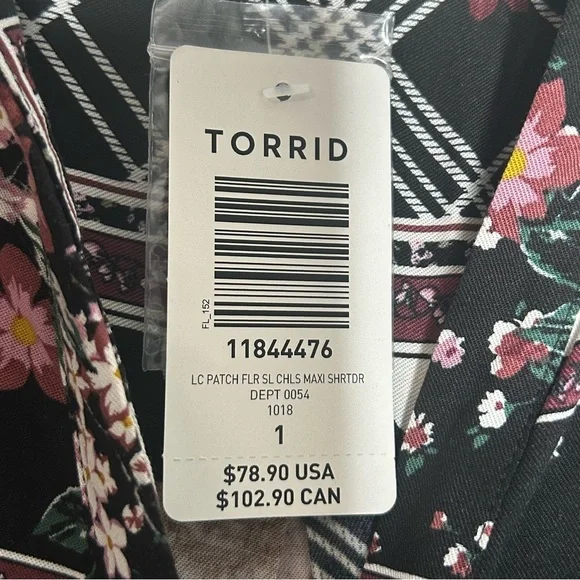 TORRID
FL_152
11844476
LC PATCH FLR SL CHLS MAXI SHRTDR
DEPT 0054
1018
1
$78.90 USA
$102.90 CAN